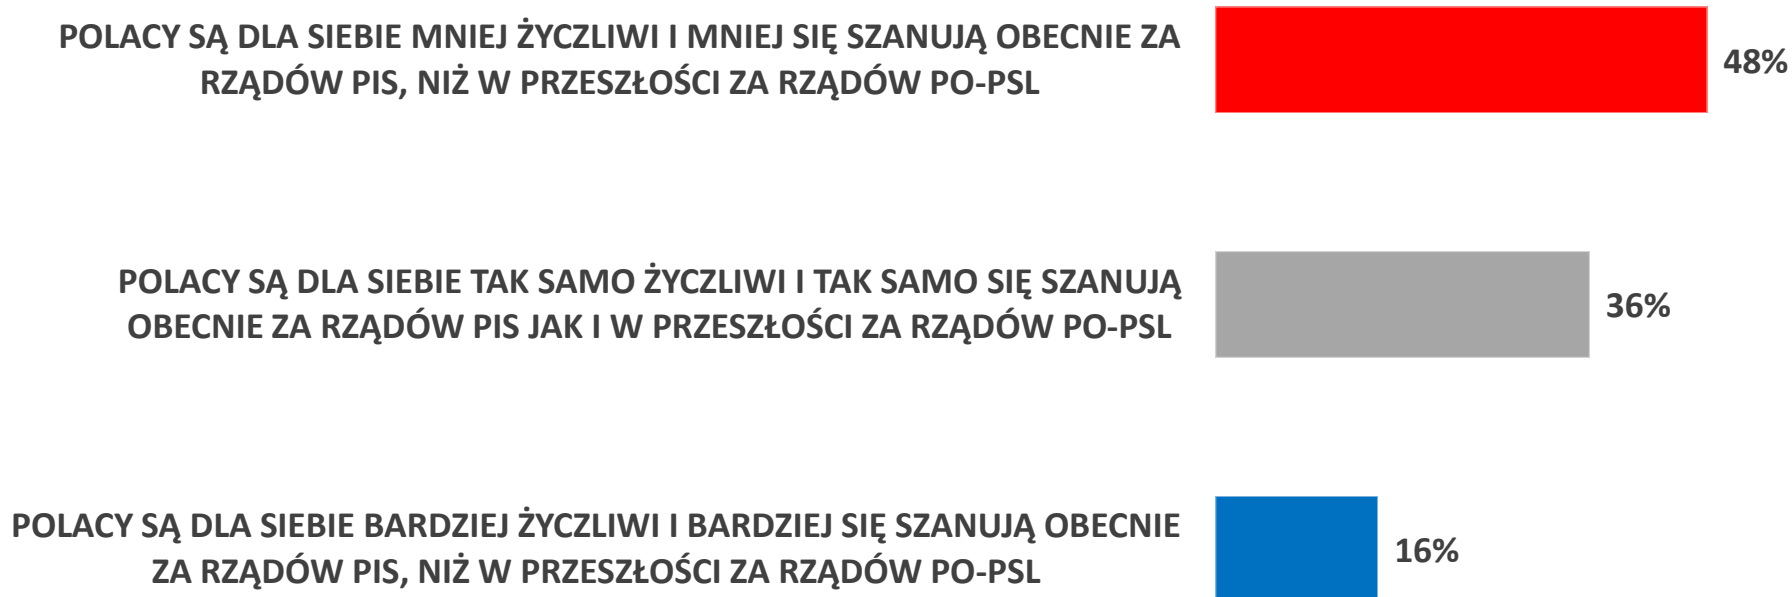 POLACY SĄ DLA SIEBIE MNIEJ ŻYCZLIWI I MNIEJ SIĘ SZANUJĄ OBECNIE ZA
RZĄDÓW PIS, NIŻ W PRZESZŁOŚCI ZA RZĄDÓW PO-PSL
48%
POLACY SĄ DLA SIEBIE TAK SAMO ŻYCZLIWI I TAK SAMO SIĘ SZANUJĄ
OBECNIE ZA RZĄDÓW PIS JAK I W PRZESZŁOŚCI ZA RZĄDÓW PO-PSL
36%
POLACY SĄ DLA SIEBIE BARDZIEJ ŻYCZLIWI I BARDZIEJ SIĘ SZANUJĄ OBECNIE
ZA RZĄDÓW PIS, NIŻ W PRZESZŁOŚCI ZA RZĄDÓW PO-PSL
16%